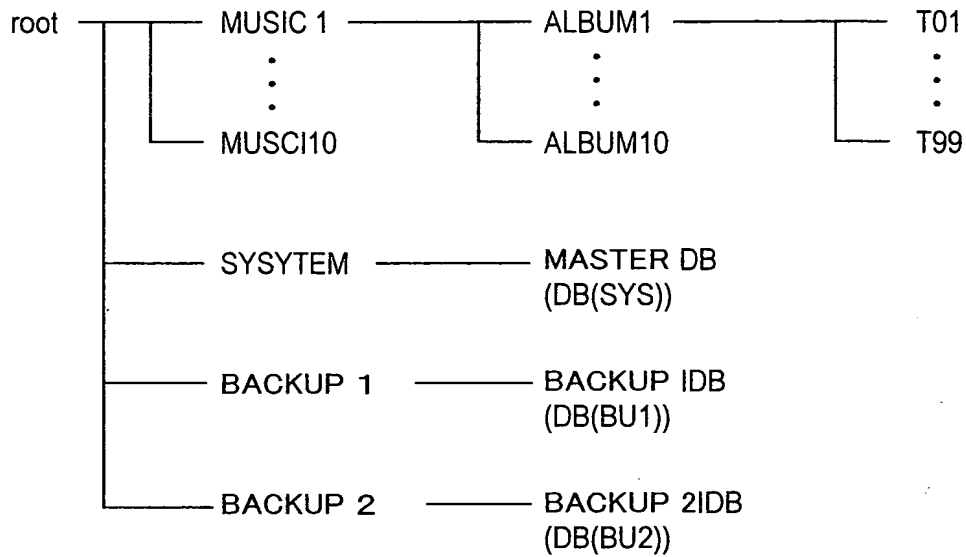 root MUSIC 1 ALBUM1 T01
MUSCI10 ALBUM10 T99
SYSYTEM MASTER DB
(DB(SYS))
BACKUP 1 BACKUP IDB
(DB(BU1))
BACKUP 2 BACKUP 2IDB
(DB(BU2))